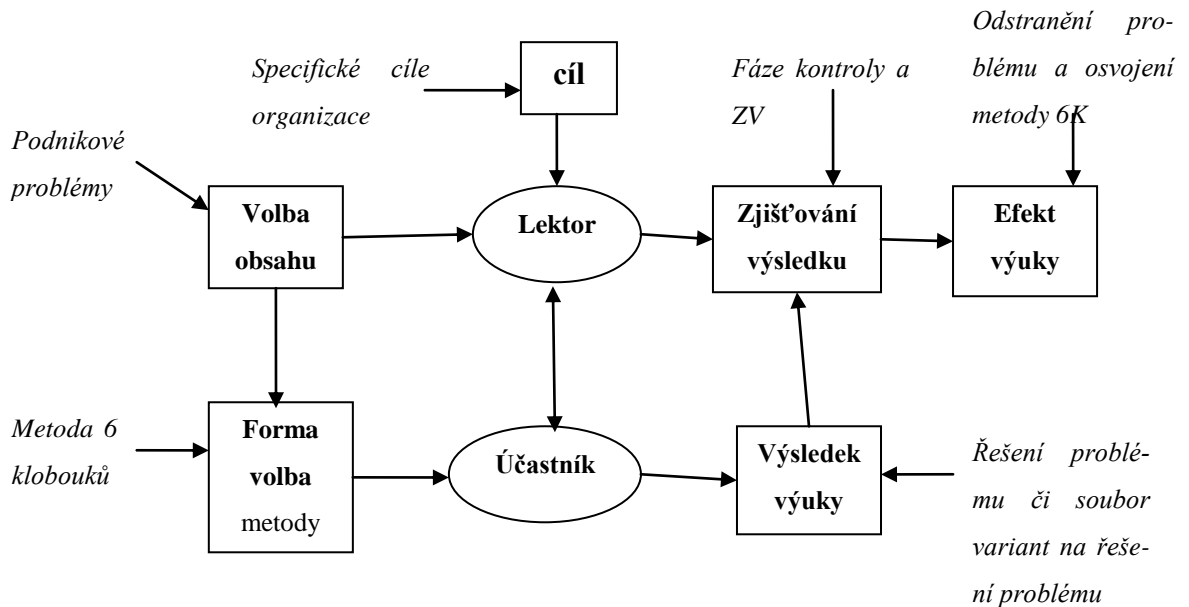 Odstranění pro-
blému a osvojení
metody 6K
Specifické cíle
organizace
cíl
Fáze kontroly a
ZV
Podnikové
problémy
Volba
obsahu
Lektor
Zjišťování
výsledku
Efekt
výuky
Metoda 6
klobouků
Forma
volba
metody
Účastník
Výsledek
výuky
Řešení problé-
mu či soubor
variant na řeše-
ní problému